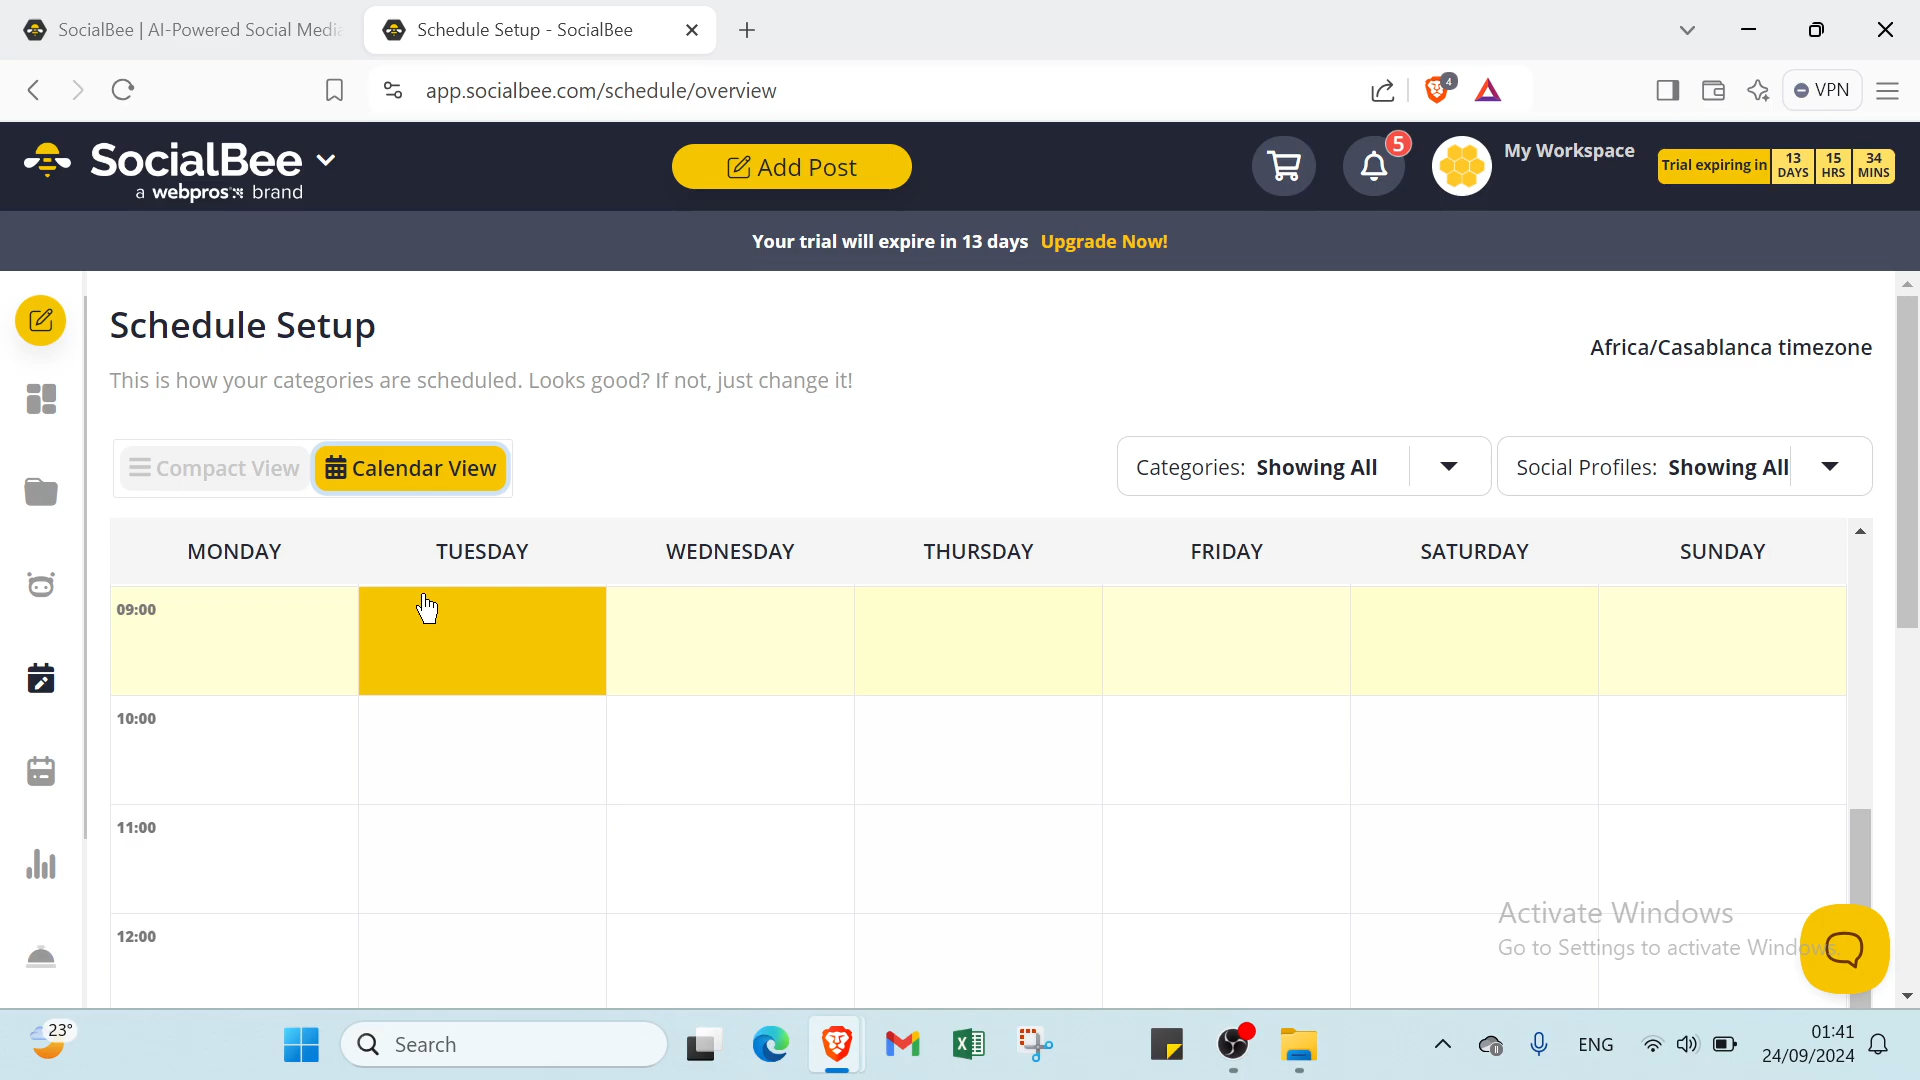 SocialBee | AI-Powered Social Media
Schedule Setup - SocialBee
app.socialbee.com/schedule/overview
4
VPN
SocialBee
a webpros brand
Add Post
5
My Workspace
Trial expiring in
13 DAYS
15 HRS
34 MINS
Your trial will expire in 13 days Upgrade Now!
Schedule Setup
Africa/Casablanca timezone
This is how your categories are scheduled. Looks good? If not, just change it!
Compact View
Calendar View
Categories: Showing All
Social Profiles: Showing All
MONDAY TUESDAY WEDNESDAY THURSDAY FRIDAY SATURDAY SUNDAY
09:00
10:00
11:00
12:00
Activate Windows
Go to Settings to activate Windows.
23°
Search
ENG
01:41
24/09/2024